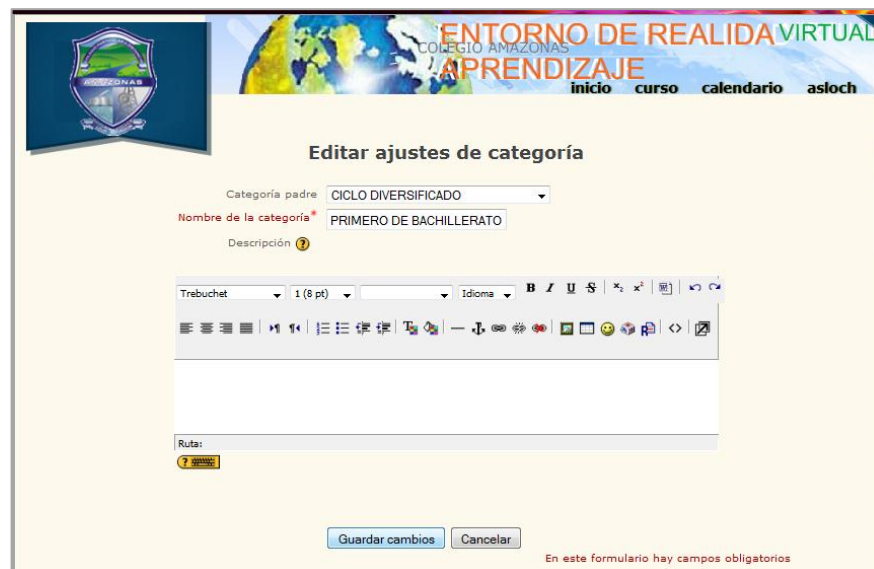 ENTORNO DE REALIDA VIRTUAL
COLEGIO AMAZONAS
APRENDIZAJE
inicio curso calendario asloch
AMAZONAS
Editar ajustes de categoría
Categoría padre CICLO DIVERSIFICADO
Nombre de la categoría* PRIMERO DE BACHILLERATO
Descripción ?
Trebuchet 1 (8 pt) Idioma B I U S x₂ x²
Ruta:
?
Guardar cambios Cancelar
En este formulario hay campos obligatorios